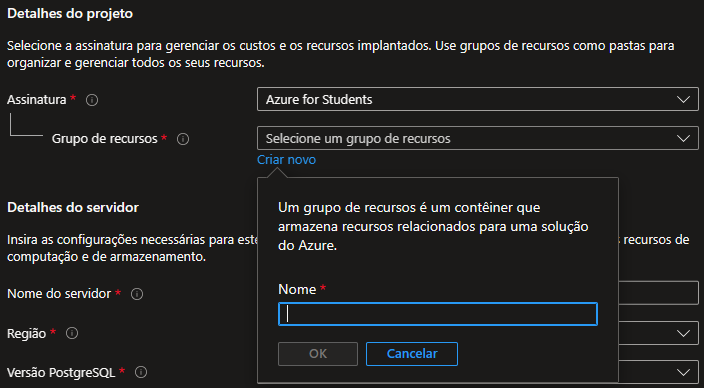 Detalhes do projeto
Selecione a assinatura para gerenciar os custos e os recursos implantados. Use grupos de recursos como pastas para
organizar e gerenciar todos os seus recursos.
Assinatura *
Azure for Students
Grupo de recursos *
Selecione um grupo de recursos
Criar novo
Um grupo de recursos é um contêiner que
armazena recursos relacionados para uma solução
do Azure.
Nome *
OK
Cancelar
Detalhes do servidor
Insira as configurações necessárias para este
s recursos de
computação e de armazenamento.
Nome do servidor *
Região *
Versão PostgreSQL *